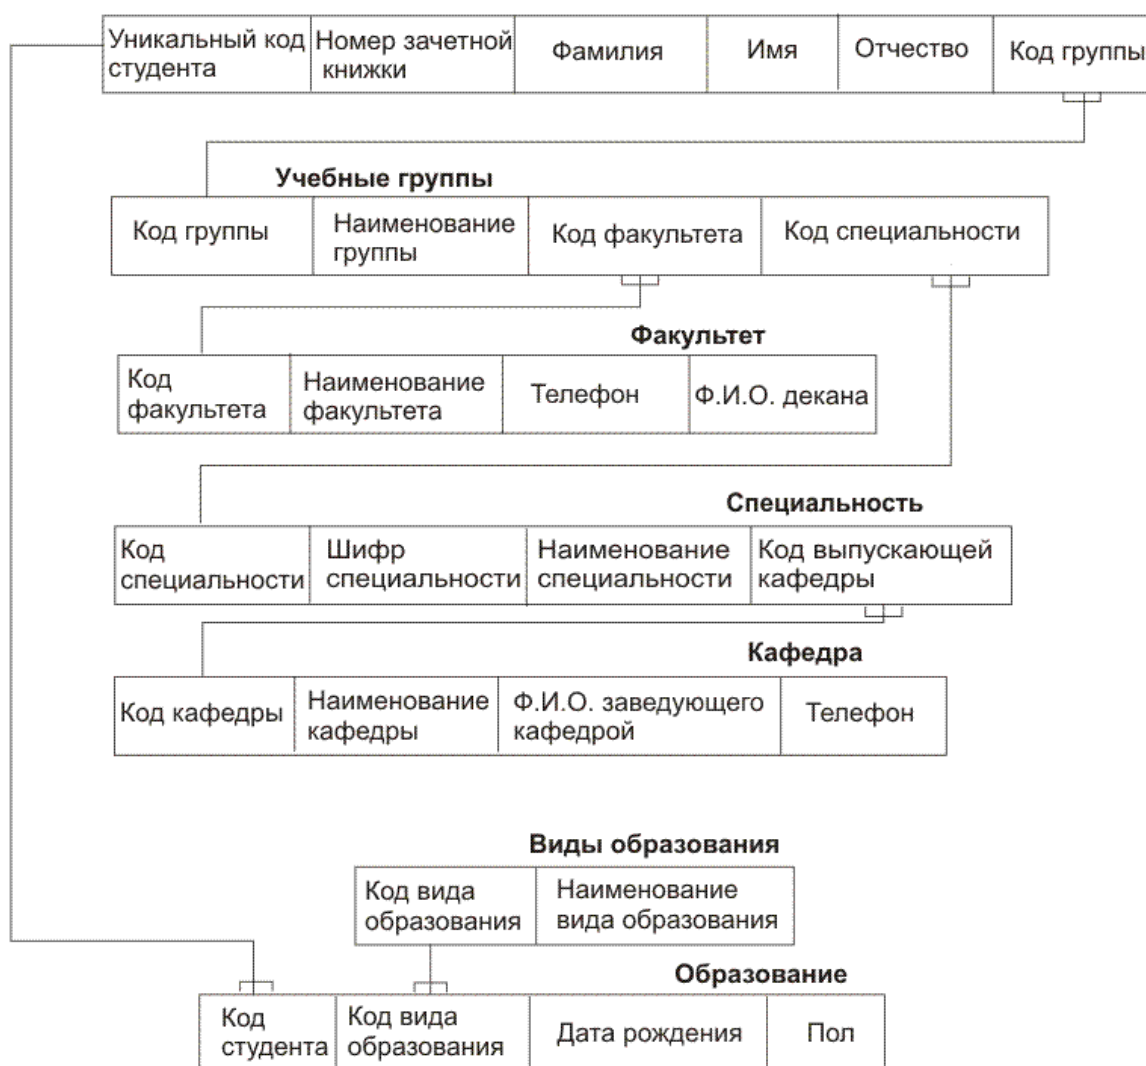 Уникальный код
студента
Номер зачетной
книжки
Фамилия
Имя
Отчество
Код группы
Учебные группы
Код группы
Наименование
группы
Код факультета
Код специальности
Факультет
Код
факультета
Наименование
факультета
Телефон
Ф.И.О. декана
Специальность
Код
специальности
Шифр
специальности
Наименование
специальности
Код выпускающей
кафедры
Кафедра
Код кафедры
Наименование
кафедры
Ф.И.О. заведующего
кафедрой
Телефон
Виды образования
Код вида
образования
Наименование
вида образования
Образование
Код
студента
Код вида
образования
Дата рождения
Пол